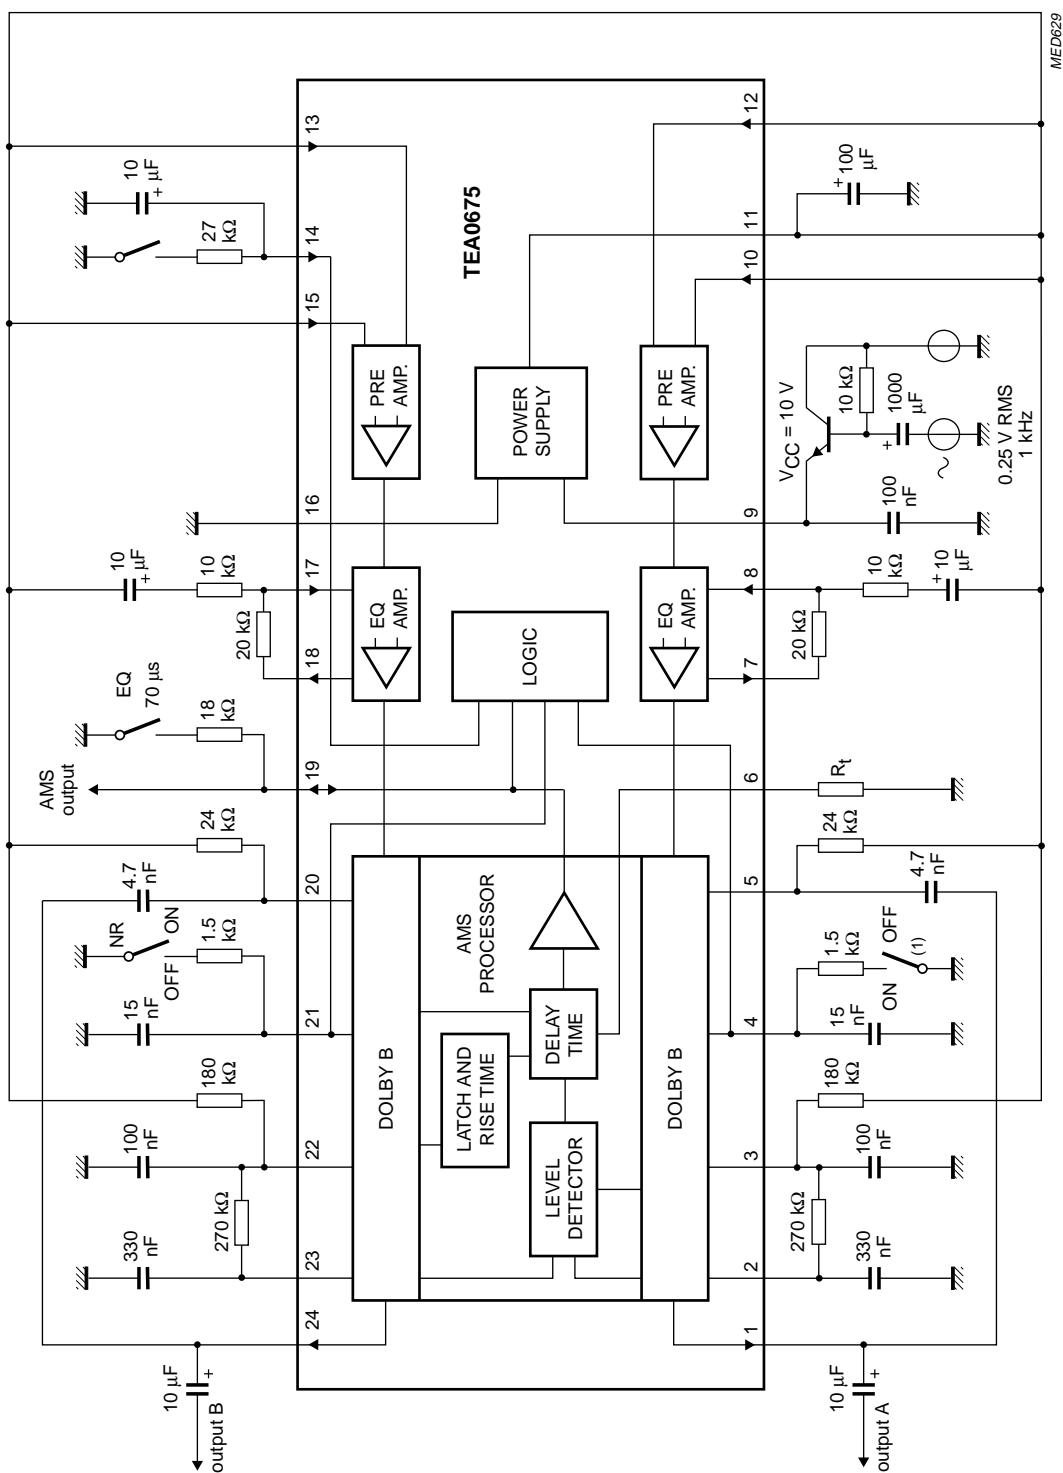 MED629
TEA0675
13
14
15
16
17
18
19
20
21
22
23
24
12
11
10
9
8
7
6
5
4
3
2
1
10
μF
+
27
kΩ
10
μF
+
10
kΩ
20 kΩ
EQ
70 μs
18
kΩ
AMS
output
24
kΩ
4.7
nF
NR
ON
OFF
1.5
kΩ
15
nF
180
kΩ
100
nF
270 kΩ
330
nF
10 μF
+
output B
PRE
AMP.
EQ
AMP.
POWER
SUPPLY
LOGIC
PRE
AMP.
EQ
AMP.
DOLBY B
AMS
PROCESSOR
LATCH AND
RISE TIME
DELAY
TIME
LEVEL
DETECTOR
DOLBY B
+
100
μF
VCC = 10 V
10 kΩ
1000
μF
+
~
0.25 V RMS
1 kHz
100
nF
10
kΩ
+
10
μF
20 kΩ
Rt
24
kΩ
4.7
nF
1.5
kΩ
OFF
(1)
ON
15
nF
180
kΩ
100
nF
270 kΩ
330
nF
10 μF
+
output A